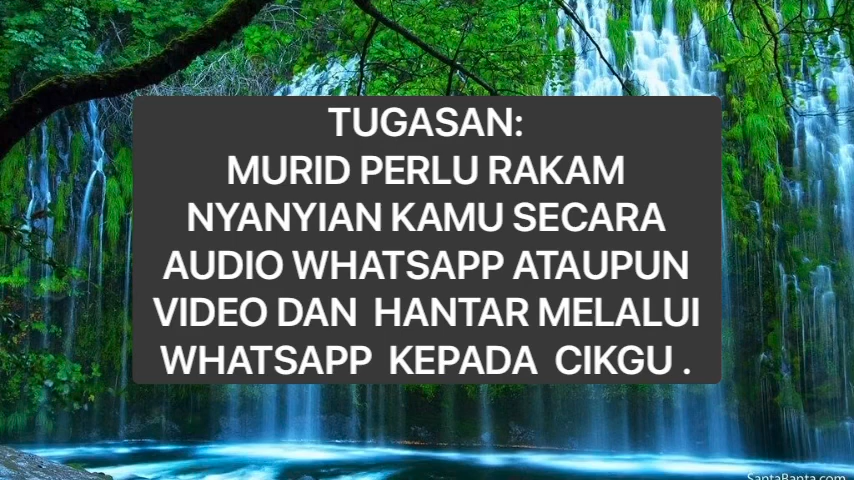 TUGASAN:
MURID PERLU RAKAM
NYANYIAN KAMU SECARA
AUDIO WHATSAPP ATAUPUN
VIDEO DAN HANTAR MELALUI
WHATSAPP KEPADA CIKGU .
SantaBanta.com